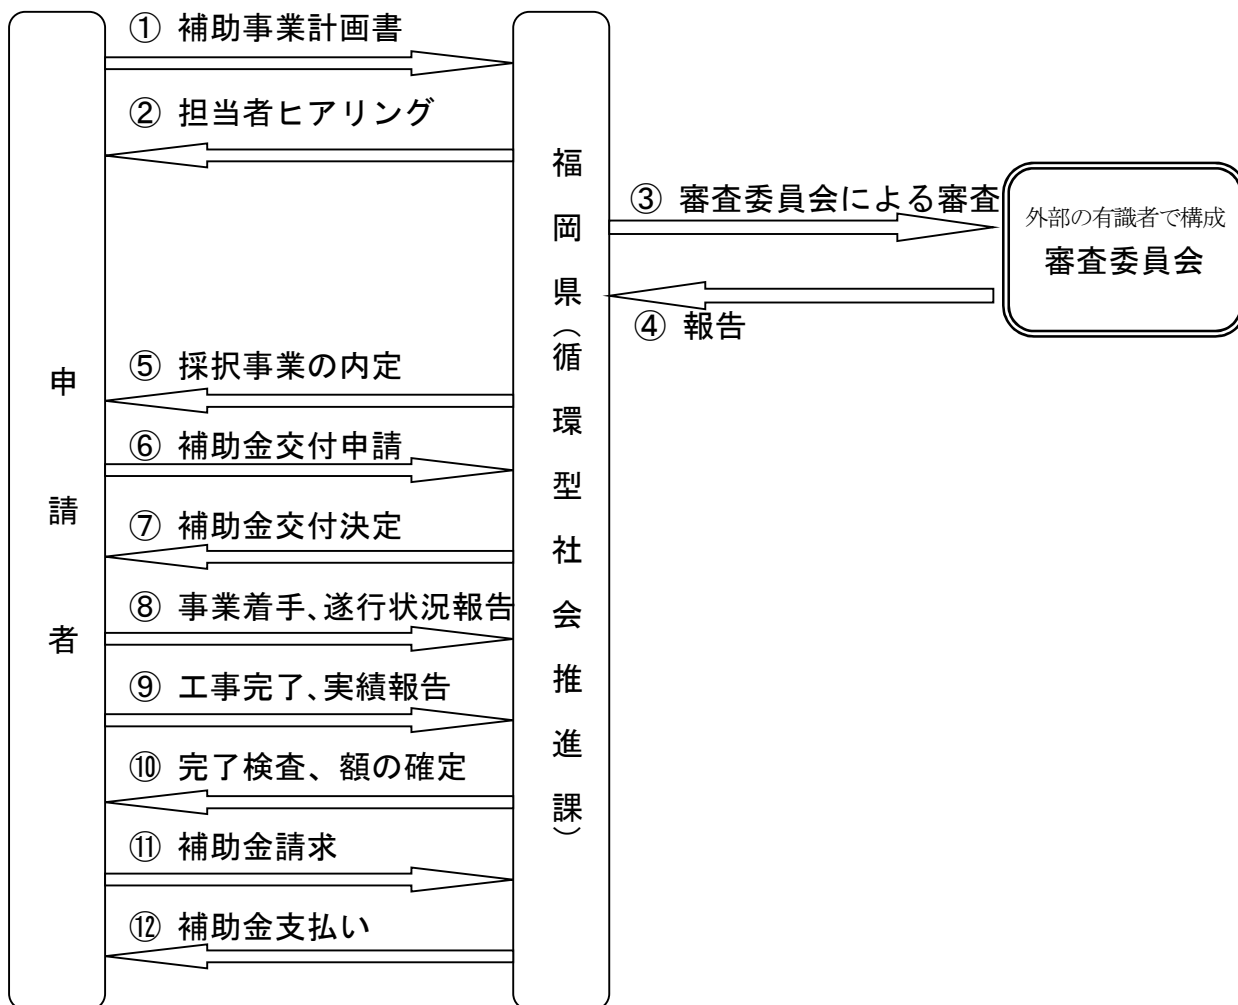 ① 補助事業計画書
② 担当者ヒアリング
③ 審査委員会による審査
外部の有識者で構成
審査委員会
④ 報告
⑤ 採択事業の内定
⑥ 補助金交付申請
⑦ 補助金交付決定
⑧ 事業着手、遂行状況報告
⑨ 工事完了、実績報告
⑩ 完了検査、額の確定
⑪ 補助金請求
⑫ 補助金支払い
申請者
福岡県（循環型社会推進課）